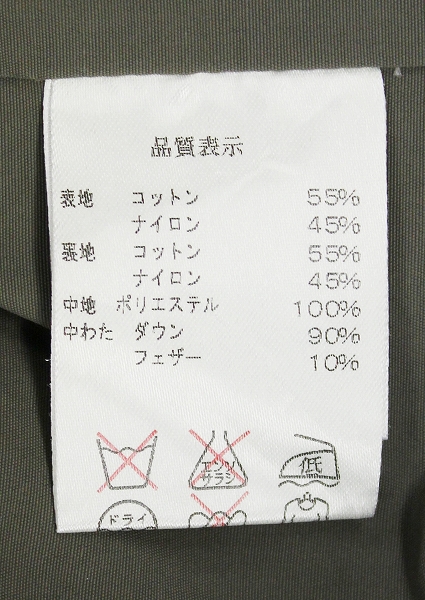 品質表示
表地 コットン 55%
ナイロン 45%
裏地 コットン 55%
ナイロン 45%
中地 ポリエステル 100%
中わた ダウン 90%
フェザー 10%
エンソサラシ 低
ドライ